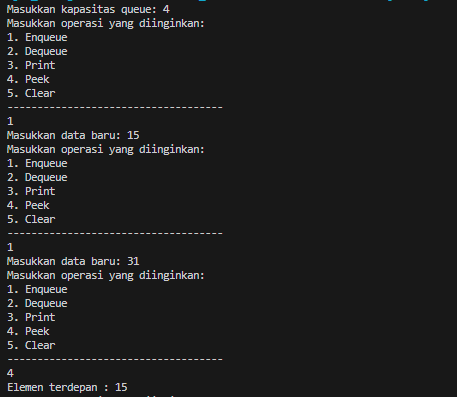 Masukkan kapasitas queue: 4
Masukkan operasi yang diinginkan:
1. Enqueue
2. Dequeue
3. Print
4. Peek
5. Clear
------------------------------------
1
Masukkan data baru: 15
Masukkan operasi yang diinginkan:
1. Enqueue
2. Dequeue
3. Print
4. Peek
5. Clear
------------------------------------
1
Masukkan data baru: 31
Masukkan operasi yang diinginkan:
1. Enqueue
2. Dequeue
3. Print
4. Peek
5. Clear
------------------------------------
4
Elemen terdepan : 15